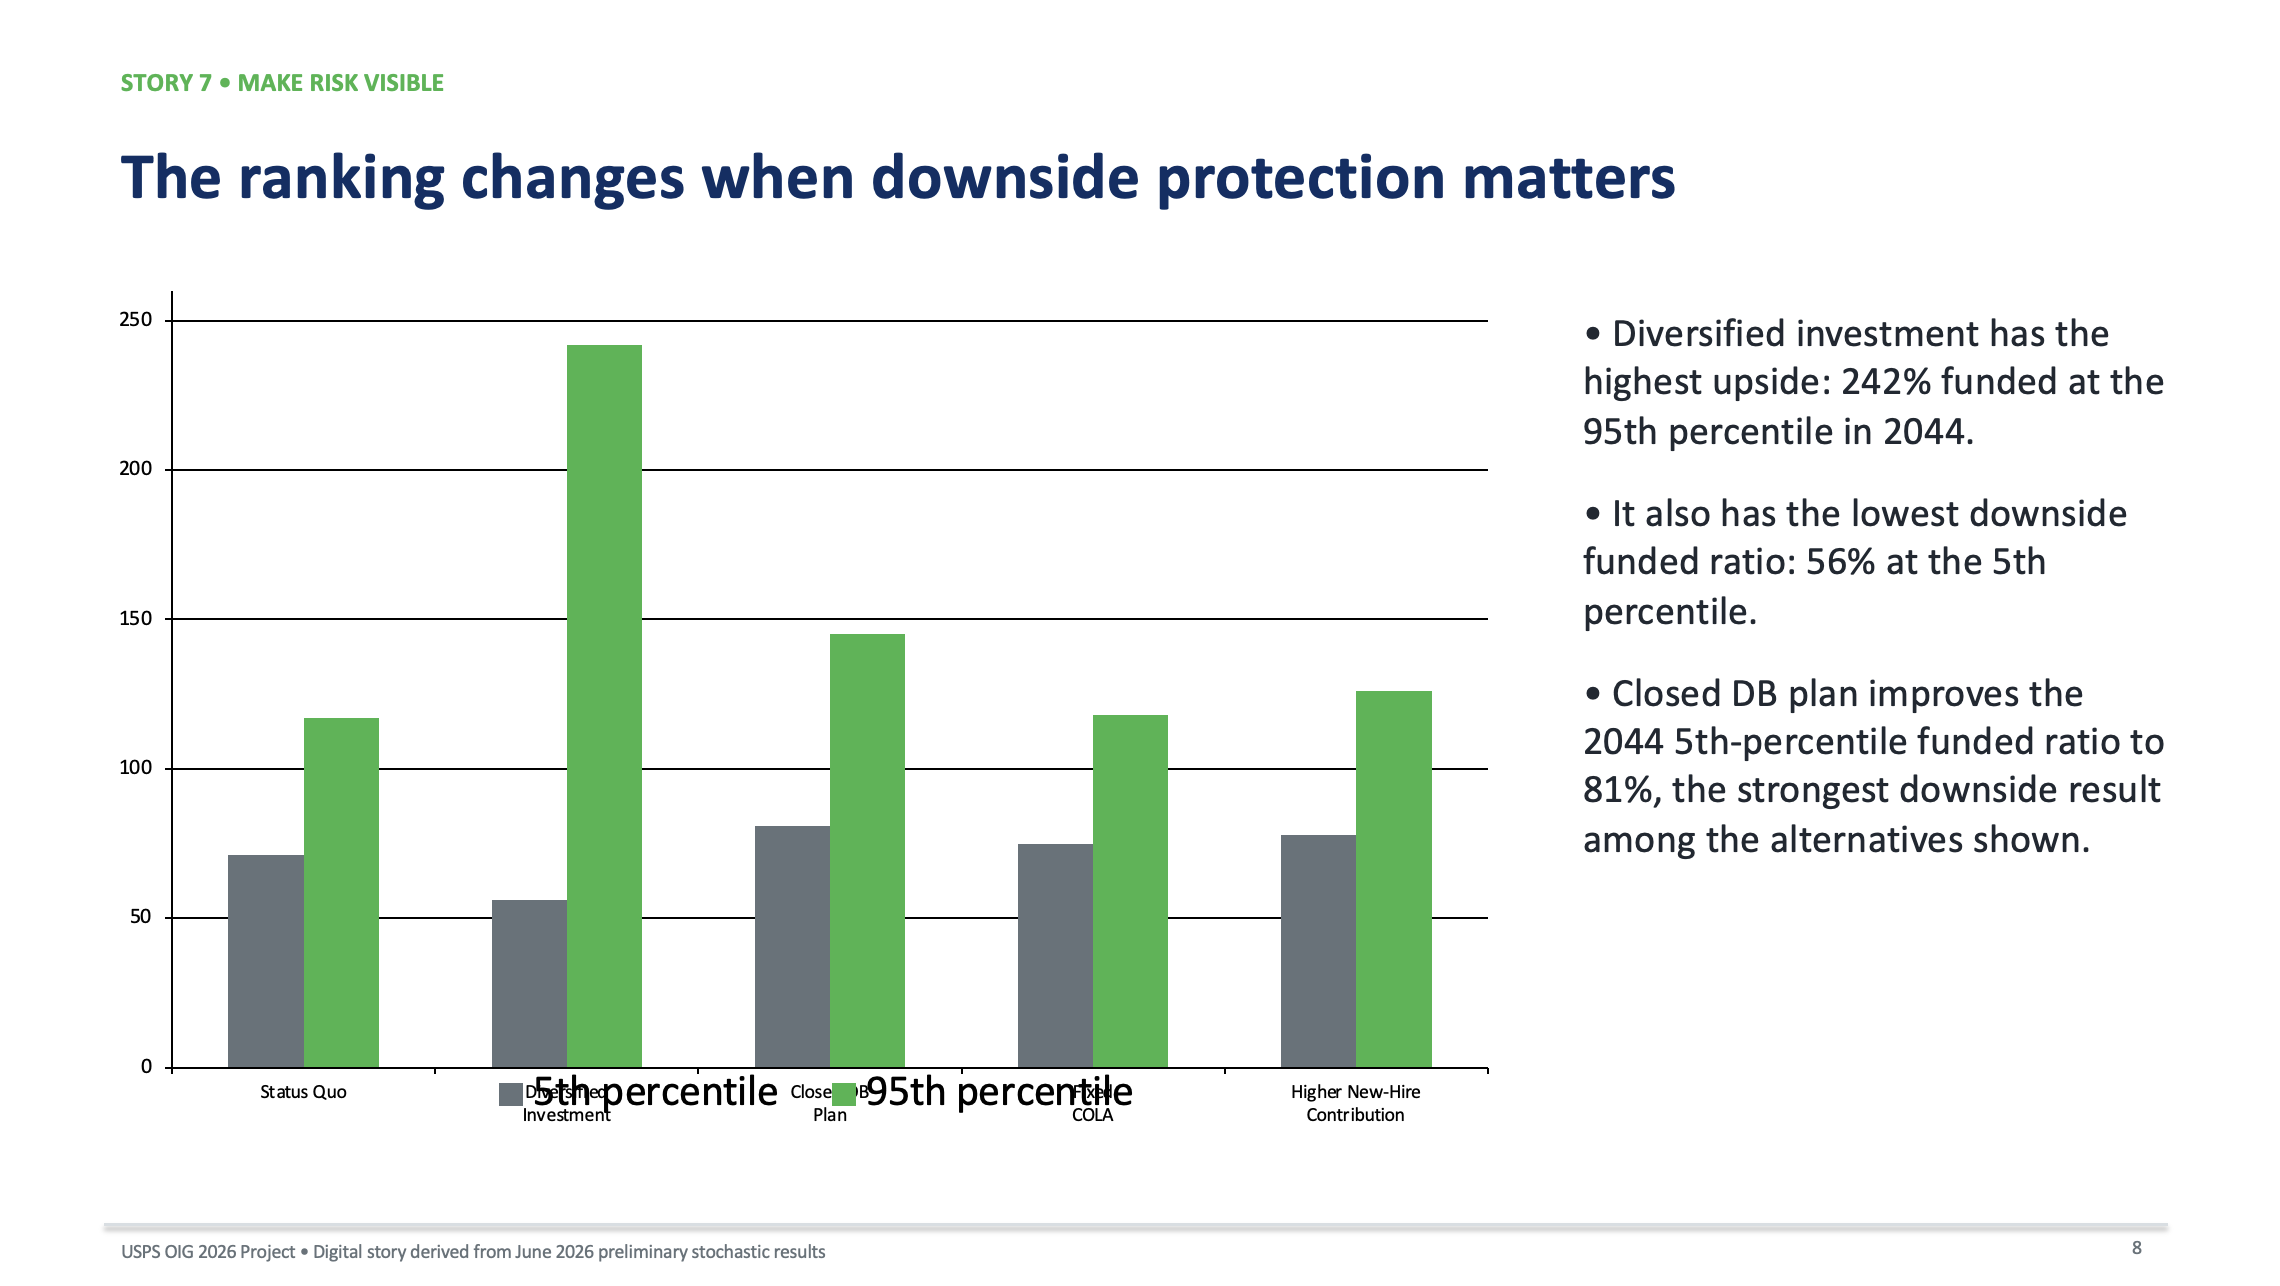 STORY 7 • MAKE RISK VISIBLE
The ranking changes when downside protection matters
250
200
150
100
50
0
Status Quo
Diversified
Investment
Closed DB
Plan
Fixed
COLA
Higher New-Hire
Contribution
5th percentile
95th percentile
• Diversified investment has the
highest upside: 242% funded at the
95th percentile in 2044.
• It also has the lowest downside
funded ratio: 56% at the 5th
percentile.
• Closed DB plan improves the
2044 5th-percentile funded ratio to
81%, the strongest downside result
among the alternatives shown.
USPS OIG 2026 Project • Digital story derived from June 2026 preliminary stochastic results
8